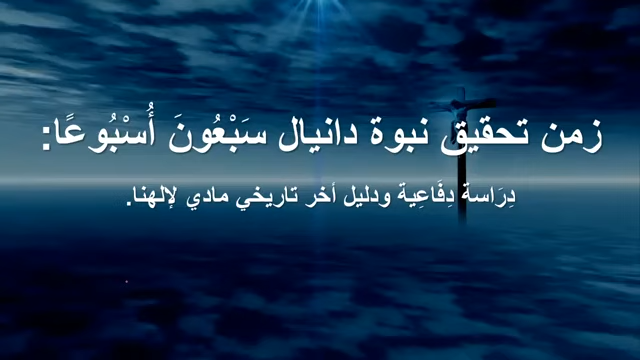 زمن تحقيق نبوة دانيال سَبْعُونَ أُسْبُوعًا:
دِرَاسة دِفَاعِية ودليل أخر تاريخي مادي لإلهنا.